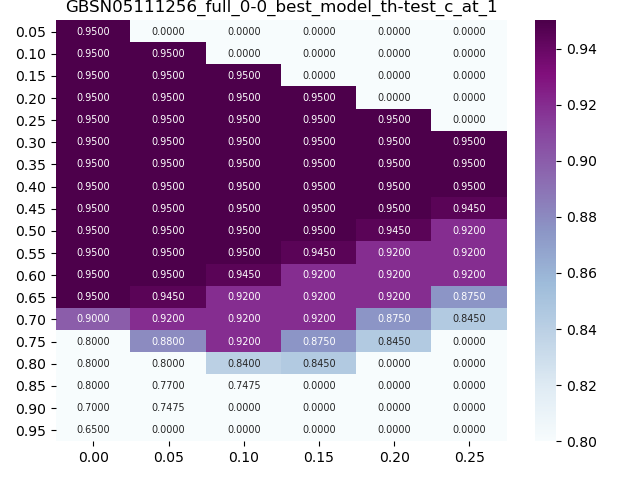 GBSN05111256_full_0-0_best_model_th-test_c_at_1
0.05 0.9500 0.0000 0.0000 0.0000 0.0000 0.0000
0.10 0.9500 0.9500 0.0000 0.0000 0.0000 0.0000
0.15 0.9500 0.9500 0.9500 0.0000 0.0000 0.0000
0.20 0.9500 0.9500 0.9500 0.9500 0.0000 0.0000
0.25 0.9500 0.9500 0.9500 0.9500 0.9500 0.0000
0.30 0.9500 0.9500 0.9500 0.9500 0.9500 0.9500
0.35 0.9500 0.9500 0.9500 0.9500 0.9500 0.9500
0.40 0.9500 0.9500 0.9500 0.9500 0.9500 0.9500
0.45 0.9500 0.9500 0.9500 0.9500 0.9500 0.9450
0.50 0.9500 0.9500 0.9500 0.9500 0.9450 0.9200
0.55 0.9500 0.9500 0.9500 0.9450 0.9200 0.9200
0.60 0.9500 0.9500 0.9450 0.9200 0.9200 0.9200
0.65 0.9500 0.9450 0.9200 0.9200 0.9200 0.8750
0.70 0.9000 0.9200 0.9200 0.9200 0.8750 0.8450
0.75 0.8000 0.8800 0.9200 0.8750 0.8450 0.0000
0.80 0.8000 0.8000 0.8400 0.8450 0.0000 0.0000
0.85 0.8000 0.7700 0.7475 0.0000 0.0000 0.0000
0.90 0.7000 0.7475 0.0000 0.0000 0.0000 0.0000
0.95 0.6500 0.0000 0.0000 0.0000 0.0000 0.0000
0.00 0.05 0.10 0.15 0.20 0.25
0.94
0.92
0.90
0.88
0.86
0.84
0.82
0.80